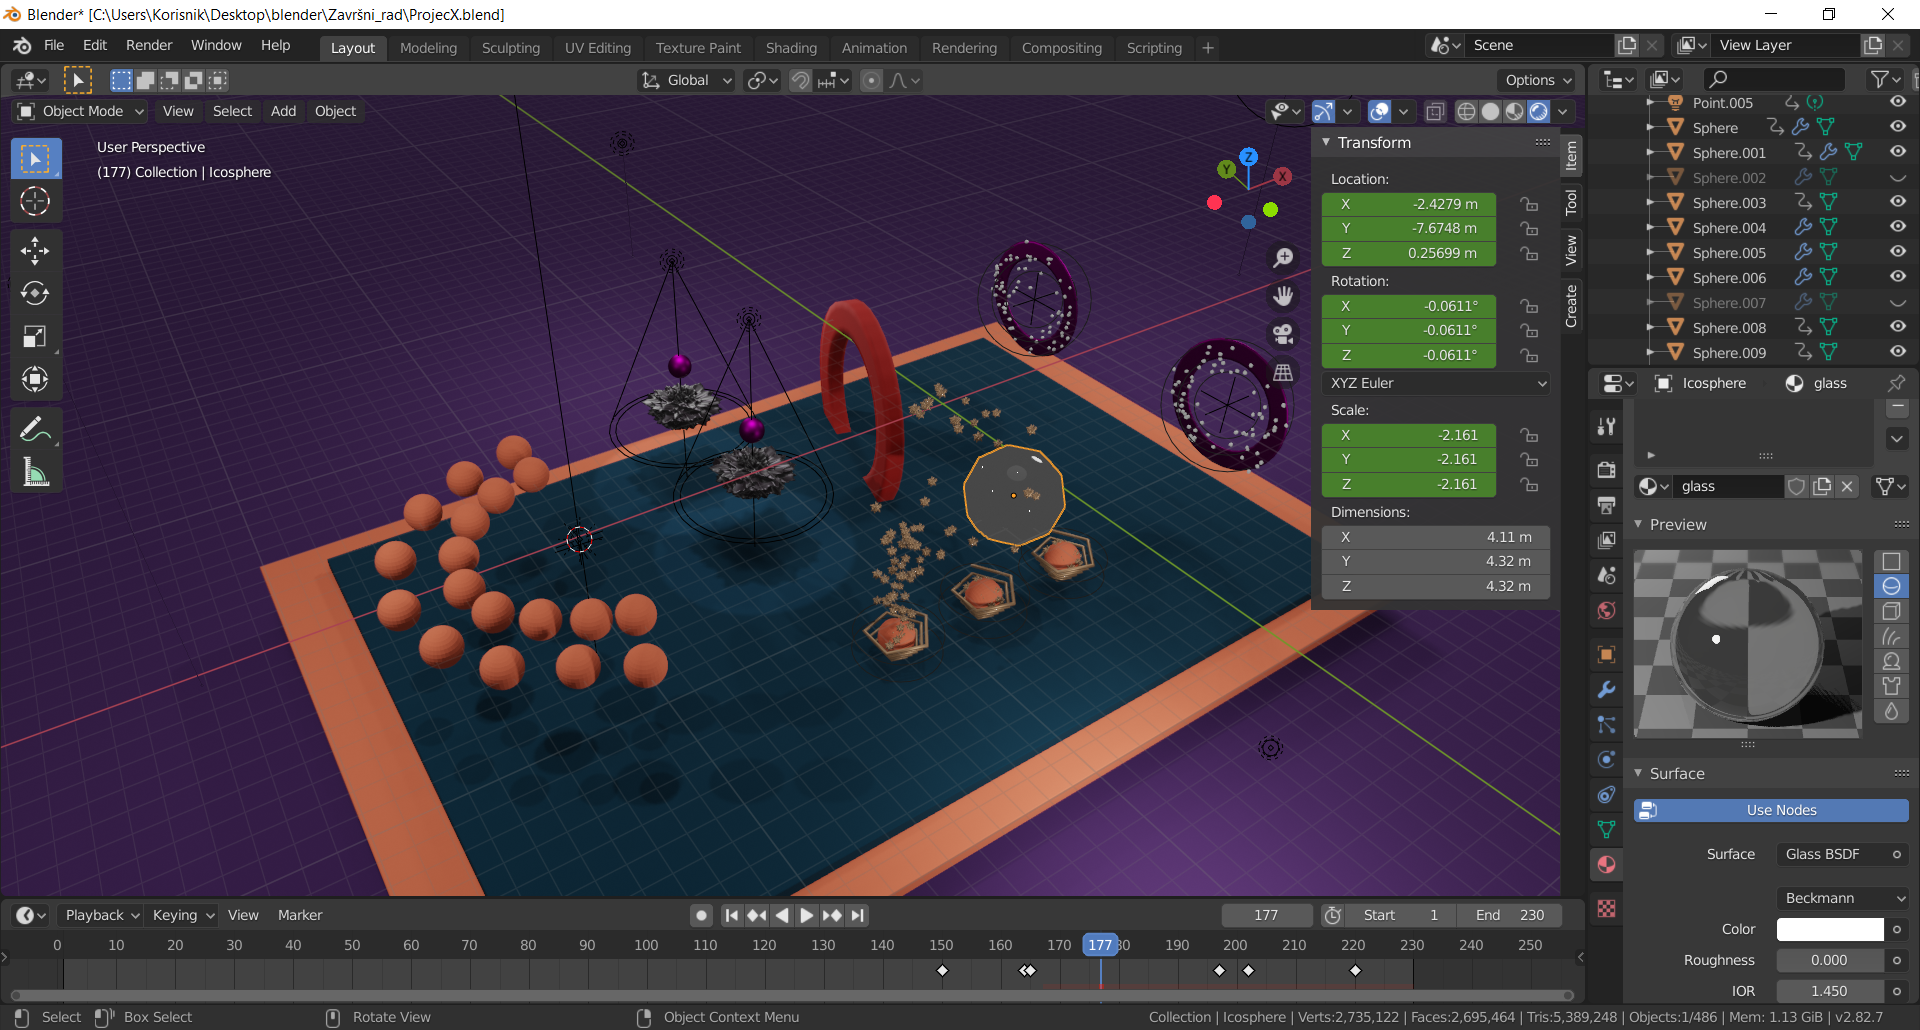 Blender* [C:\Users\Korisnik\Desktop\blender\Završni_rad\ProjecX.blend]
File Edit Render Window Help Layout Modeling Sculpting UV Editing Texture Paint Shading Animation Rendering Compositing Scripting + Scene View Layer
Global Options
Object Mode View Select Add Object
User Perspective
(177) Collection | Icosphere
Z
Y
X
Transform
Location:
X -2.4279 m
Y -7.6748 m
Z 0.25699 m
Rotation:
X -0.0611°
Y -0.0611°
Z -0.0611°
XYZ Euler
Scale:
X -2.161
Y -2.161
Z -2.161
Dimensions:
X 4.11 m
Y 4.32 m
Z 4.32 m
Item
Tool
View
Create
Point.005
Sphere
Sphere.001
Sphere.002
Sphere.003
Sphere.004
Sphere.005
Sphere.006
Sphere.007
Sphere.008
Sphere.009
Icosphere glass
glass
Preview
Surface
Use Nodes
Surface Glass BSDF
Beckmann
Color
Roughness 0.000
IOR 1.450
Playback Keying View Marker 177 Start 1 End 230
0 10 20 30 40 50 60 70 80 90 100 110 120 130 140 150 160 170 177 80 190 200 210 220 230 240 250
Select Box Select Rotate View Object Context Menu Collection | Icosphere | Verts:2,735,122 | Faces:2,695,464 | Tris:5,389,248 | Objects:1/486 | Mem: 1.13 GiB | v2.82.7